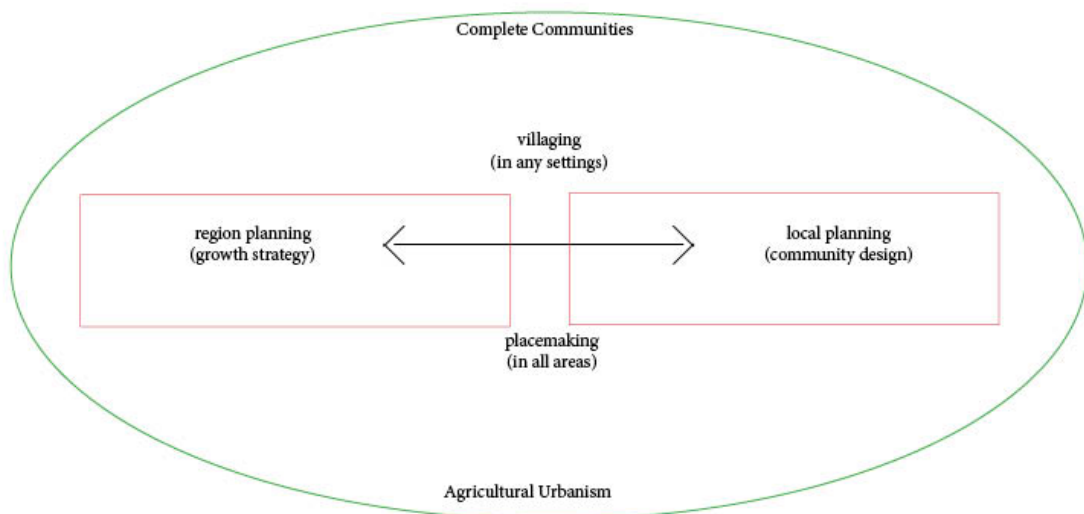 Complete Communities
villaging
(in any settings)
region planning
(growth strategy)
local planning
(community design)
placemaking
(in all areas)
Agricultural Urbanism